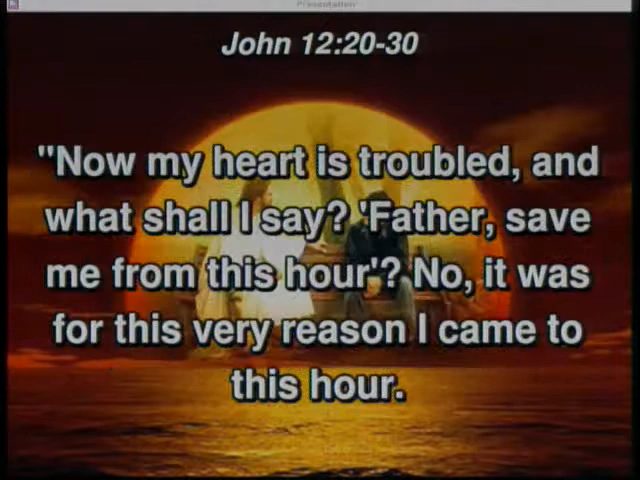 Presentation
John 12:20-30
"Now my heart is troubled, and
what shall I say? 'Father, save
me from this hour'? No, it was
for this very reason I came to
this hour.